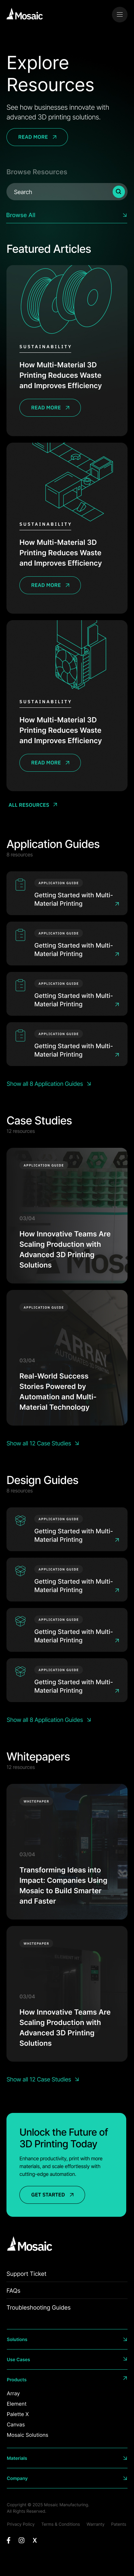 Mosaic
Explore
Resources
See how businesses innovate with
advanced 3D printing solutions.
READ MORE
Browse Resources
Search
Browse All
Featured Articles
SUSTAINABILITY
How Multi-Material 3D
Printing Reduces Waste
and Improves Efficiency
READ MORE
SUSTAINABILITY
How Multi-Material 3D
Printing Reduces Waste
and Improves Efficiency
READ MORE
SUSTAINABILITY
How Multi-Material 3D
Printing Reduces Waste
and Improves Efficiency
READ MORE
ALL RESOURCES
Application Guides
8 resources
APPLICATION GUIDE
Getting Started with Multi-
Material Printing
APPLICATION GUIDE
Getting Started with Multi-
Material Printing
APPLICATION GUIDE
Getting Started with Multi-
Material Printing
APPLICATION GUIDE
Getting Started with Multi-
Material Printing
Show all 8 Application Guides
Case Studies
12 resources
APPLICATION GUIDE
03/04
How Innovative Teams Are
Scaling Production with
Advanced 3D Printing
Solutions
APPLICATION GUIDE
ARRAY
03/04
Real-World Success
Stories Powered by
Automation and Multi-
Material Technology
Show all 12 Case Studies
Design Guides
8 resources
APPLICATION GUIDE
Getting Started with Multi-
Material Printing
APPLICATION GUIDE
Getting Started with Multi-
Material Printing
APPLICATION GUIDE
Getting Started with Multi-
Material Printing
APPLICATION GUIDE
Getting Started with Multi-
Material Printing
Show all 8 Application Guides
Whitepapers
12 resources
WHITEPAPER
03/04
Transforming Ideas into
Impact: Companies Using
Mosaic to Build Smarter
and Faster
WHITEPAPER
03/04
How Innovative Teams Are
Scaling Production with
Advanced 3D Printing
Solutions
Show all 12 Case Studies
Unlock the Future of
3D Printing Today
Enhance productivity, print with more
materials, and scale effortlessly with
cutting-edge automation.
GET STARTED
Mosaic
Support Ticket
FAQs
Troubleshooting Guides
Solutions
Use Cases
Products
Array
Element
Palette X
Canvas
Mosaic Solutions
Materials
Company
Copyright © 2025 Mosaic Manufacturing
All Rights Reserved.
Privacy Policy Terms & Conditions Warranty Patents